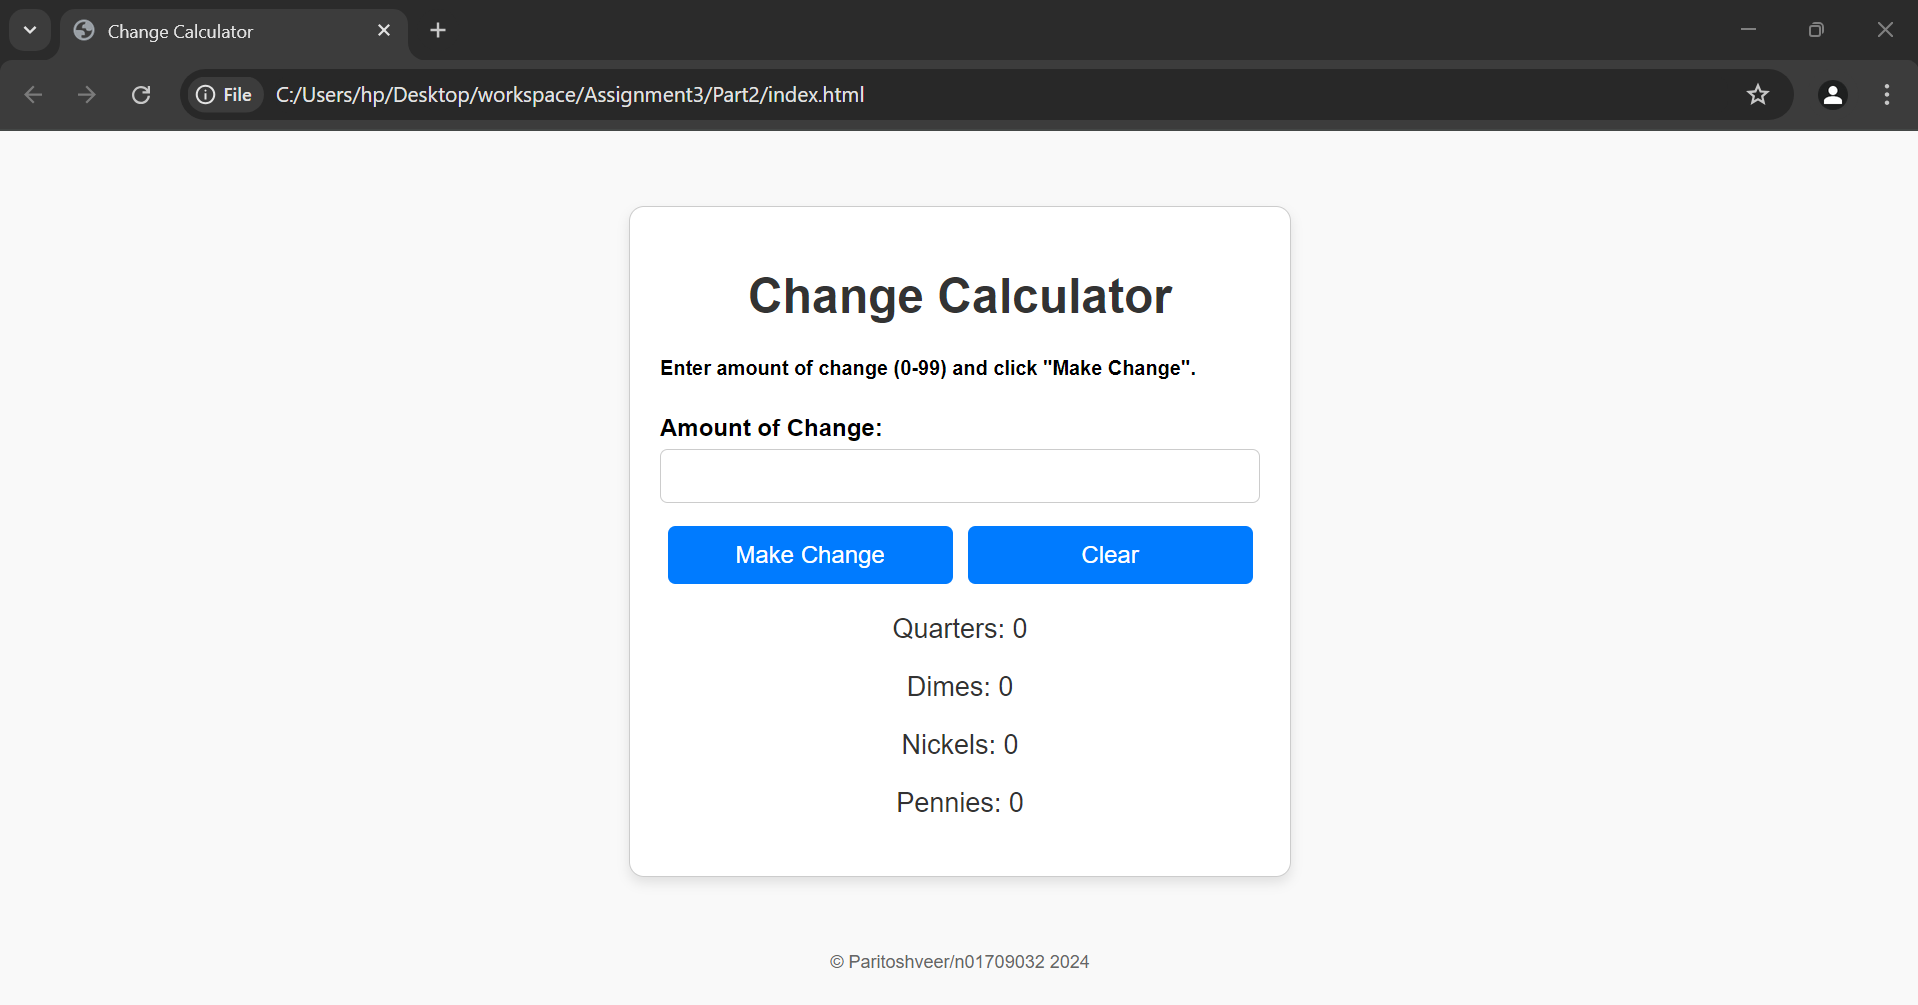 Change Calculator
File C:/Users/hp/Desktop/workspace/Assignment3/Part2/index.html
Change Calculator
Enter amount of change (0-99) and click "Make Change".
Amount of Change:
Make Change Clear
Quarters: 0
Dimes: 0
Nickels: 0
Pennies: 0
© Paritoshveer/n01709032 2024